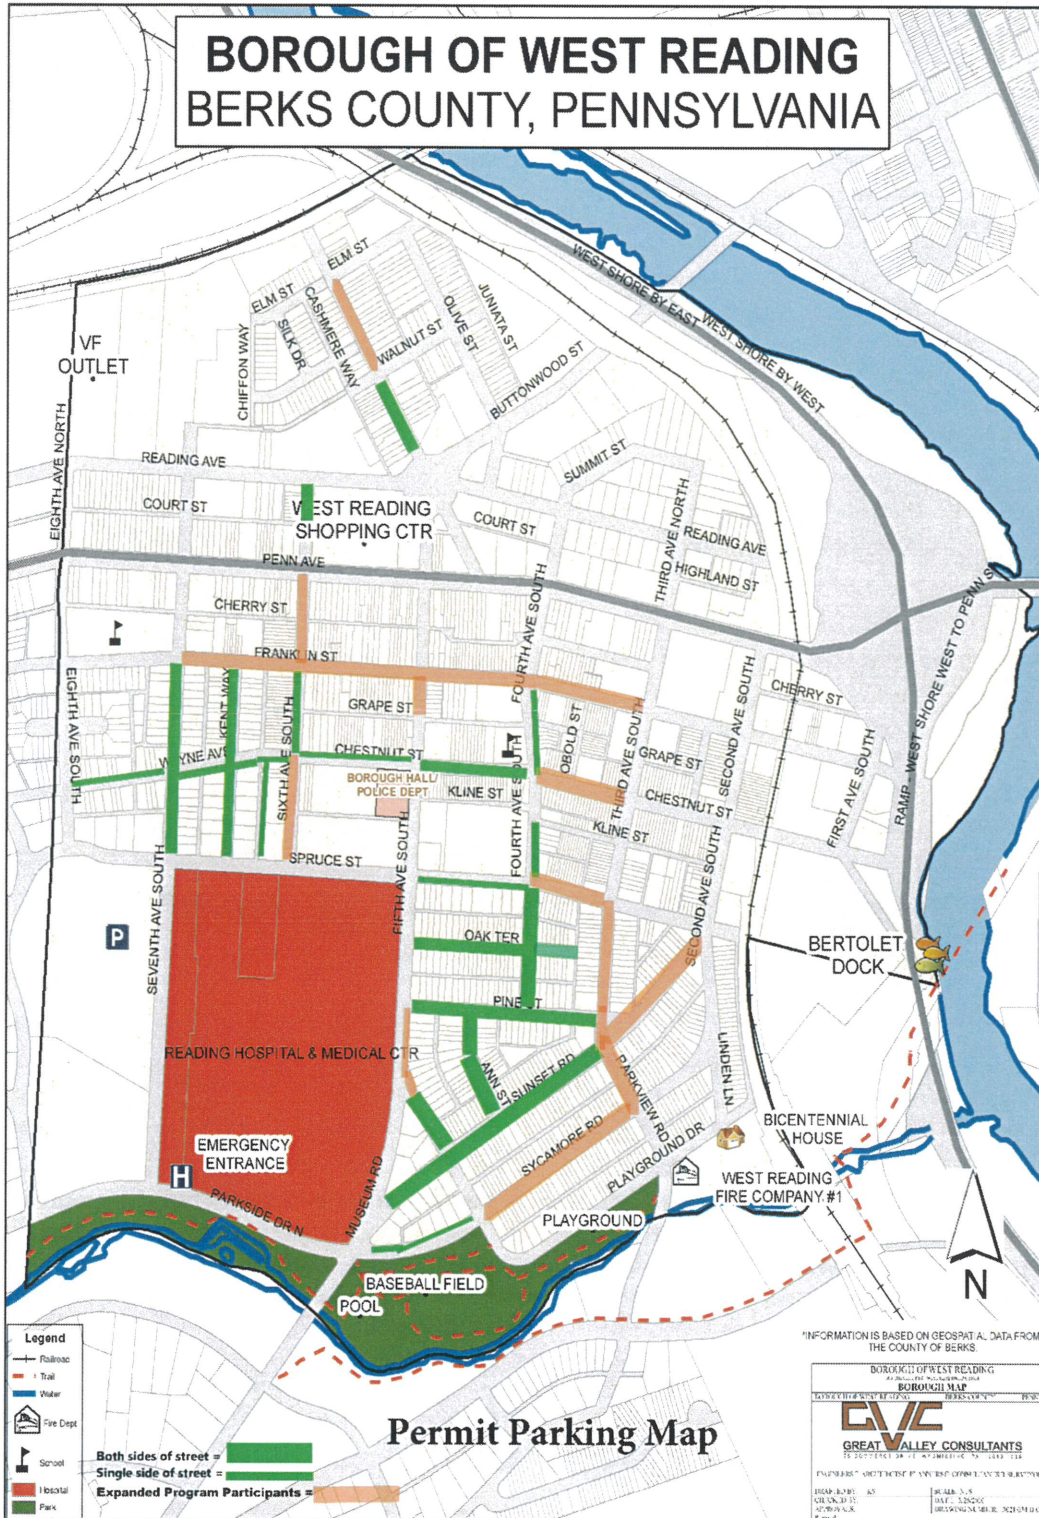 BOROUGH OF WEST READING
BERKS COUNTY, PENNSYLVANIA
WEST SHORE BY EAST
WEST SHORE BY WEST
ELM ST
ELM ST
CASHMERE WAY
SILK DR
CHIFFON WAY
WALNUT ST
OLIVE ST
JUNIATA ST
BUTTONWOOD ST
VF
OUTLET
EIGHTH AVE NORTH
READING AVE
COURT ST
WEST READING
SHOPPING CTR
SUMMIT ST
COURT ST
THIRD AVE NORTH
READING AVE
HIGHLAND ST
PENN AVE
CHERRY ST
FRANKLIN ST
FOURTH AVE SOUTH
RAMP - WEST SHORE WEST TO PENN ST
EIGHTH AVE SOUTH
KENT WAY
WAYNE AVE
SIXTH AVE SOUTH
GRAPE ST
CHESTNUT ST
BOROUGH HALL/
POLICE DEPT
KLINE ST
FOURTH AVE SOUTH
OBOLD ST
THIRD AVE SOUTH
GRAPE ST
CHESTNUT ST
KLINE ST
SECOND AVE SOUTH
CHERRY ST
FIRST AVE SOUTH
SPRUCE ST
SEVENTH AVE SOUTH
FIFTH AVE SOUTH
SECOND AVE SOUTH
P
OAK TER
PINE ST
BERTOLET
DOCK
READING HOSPITAL & MEDICAL CTR
ANN ST
SUNSET RD
PARKVIEW RD
LINDEN LN
SYCAMORE RD
PLAYGROUND DR
BICENTENNIAL
HOUSE
EMERGENCY
ENTRANCE
H
PARKSIDE DR N
MUSEUM RD
WEST READING
FIRE COMPANY #1
PLAYGROUND
BASEBALL FIELD
POOL
N
Legend
Railroad
Trail
Water
Fire Dept
School
Hospital
Park
Permit Parking Map
Both sides of street =
Single side of street =
Expanded Program Participants =
*INFORMATION IS BASED ON GEOSPATIAL DATA FROM
THE COUNTY OF BERKS.
BOROUGH OF WEST READING
BOROUGH MAP
GVC
GREAT VALLEY CONSULTANTS